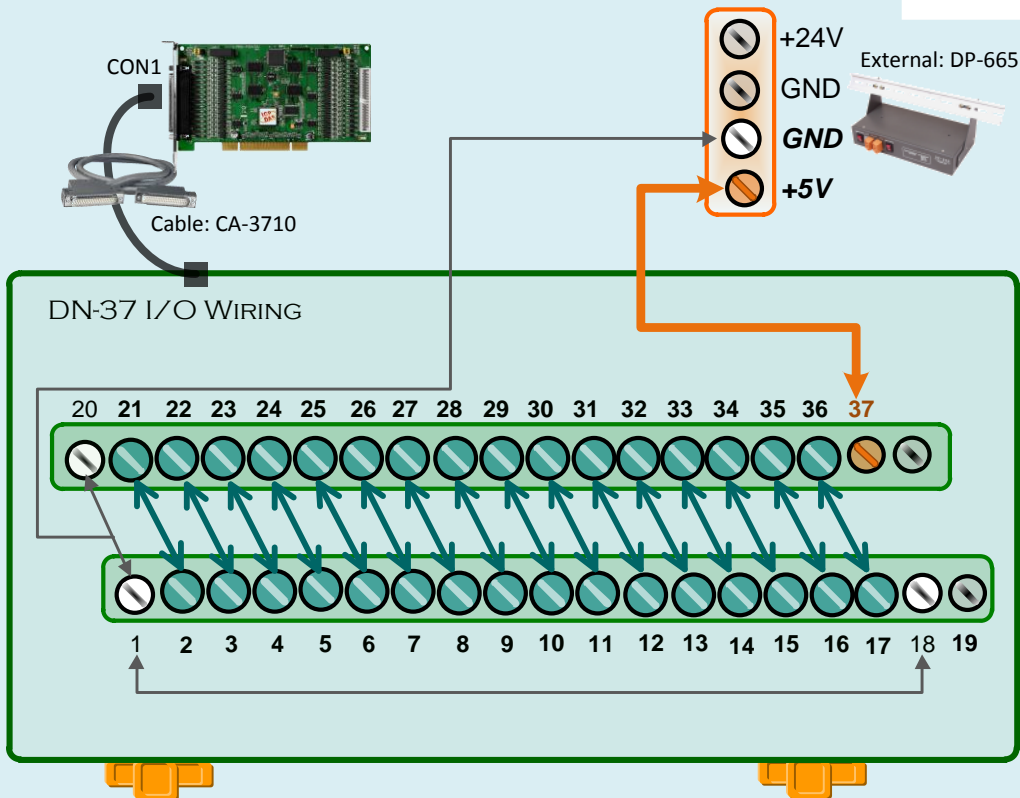 CON1
Cable: CA-3710
+24V
GND
GND
+5V
External: DP-665
DN-37 I/O WIRING
20 21 22 23 24 25 26 27 28 29 30 31 32 33 34 35 36 37
1 2 3 4 5 6 7 8 9 10 11 12 13 14 15 16 17 18 19